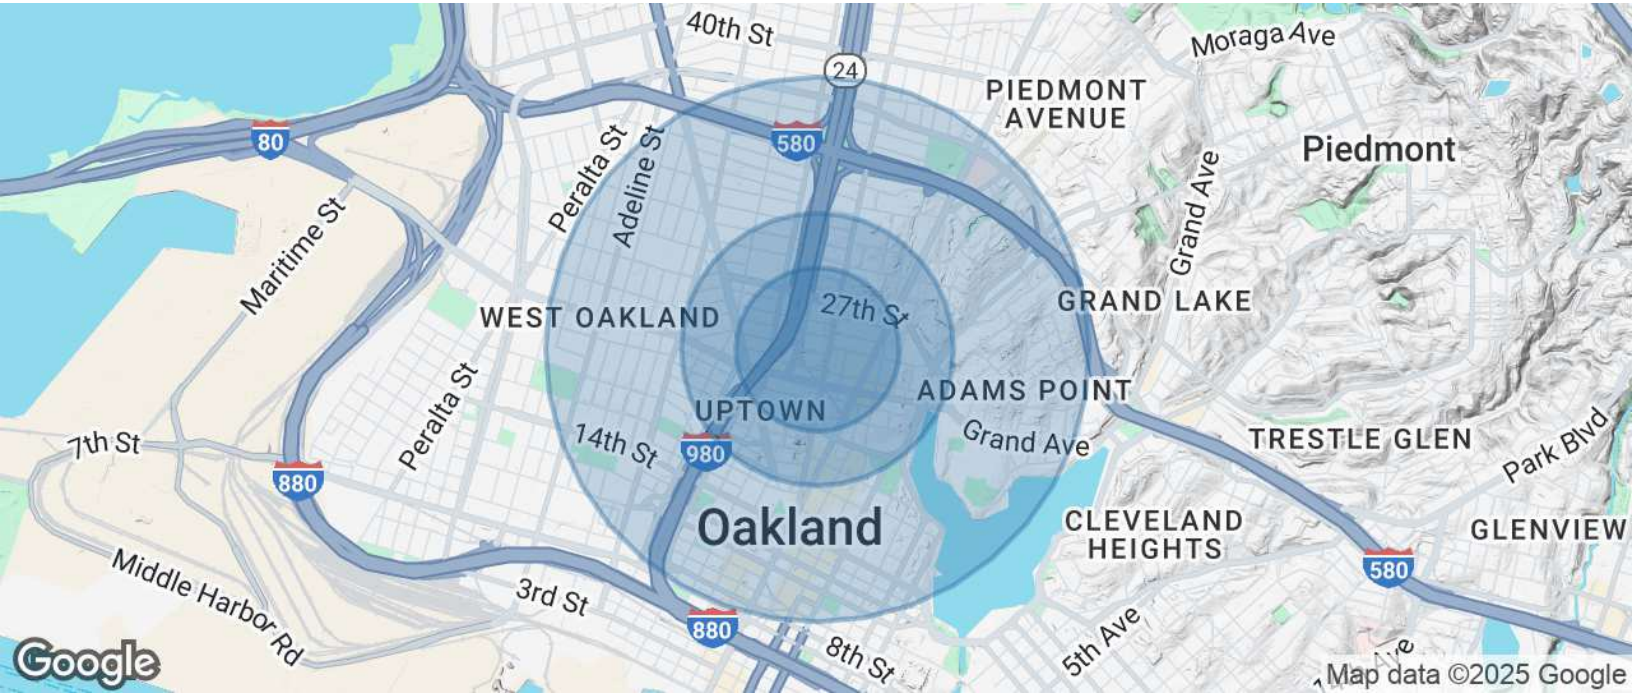 40th St
Moraga Ave
24
PIEDMONT
AVENUE
80
580
Piedmont
Peralta St
Adeline St
Grand Ave
Maritime St
27th St
GRAND LAKE
WEST OAKLAND
ADAMS POINT
UPTOWN
Peralta St
14th St
Grand Ave
7th St
980
TRESTLE GLEN
Park Blvd
880
Oakland
CLEVELAND
HEIGHTS
GLENVIEW
580
Middle Harbor Rd
3rd St
880
8th St
5th Ave
Google
Map data ©2025 Google